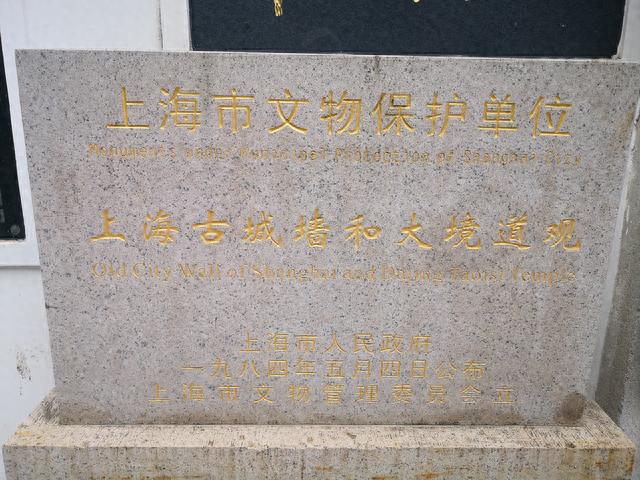 上海市文物保护单位
Monuments under Municipal Protection of Shanghai City
上海古城墙和大境道观
Old City Wall of Shanghai and Dajing Taoist Temple
上海市人民政府
一九八四年五月四日公布
上海市文物管理委员会立